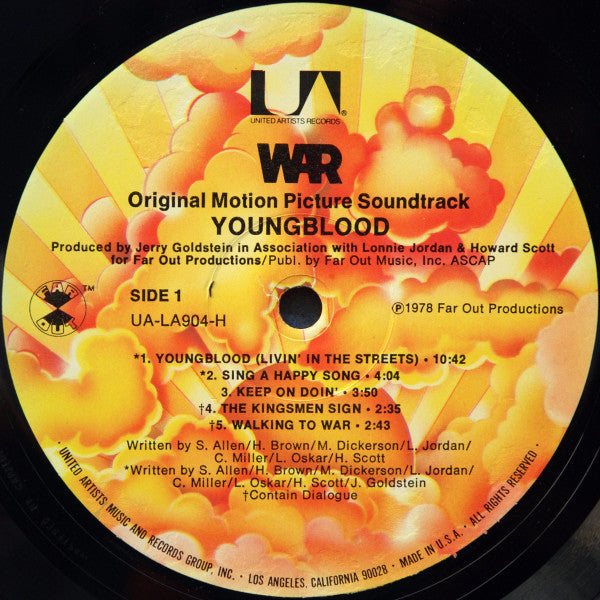 UA®
UNITED ARTISTS RECORDS
WAR
Original Motion Picture Soundtrack
YOUNGBLOOD
Produced by Jerry Goldstein in Association with Lonnie Jordan & Howard Scott
for Far Out Productions/Publ. by Far Out Music, Inc. ASCAP
FAR OUT ™
SIDE 1
UA-LA904-H
℗1978 Far Out Productions
*1. YOUNGBLOOD (LIVIN' IN THE STREETS) • 10:42
*2. SING A HAPPY SONG • 4:04
3. KEEP ON DOIN' • 3:50
†4. THE KINGSMEN SIGN • 2:35
†5. WALKING TO WAR • 2:43
Written by S. Allen/H. Brown/M. Dickerson/L. Jordan/
C. Miller/L. Oskar/H. Scott
*Written by S. Allen/H. Brown/M. Dickerson/L. Jordan/
C. Miller/L. Oskar/H. Scott/J. Goldstein
†Contain Dialogue
• UNITED ARTISTS MUSIC AND RECORDS GROUP, INC. • LOS ANGELES, CALIFORNIA 90028 • MADE IN U.S.A. • ALL RIGHTS RESERVED •